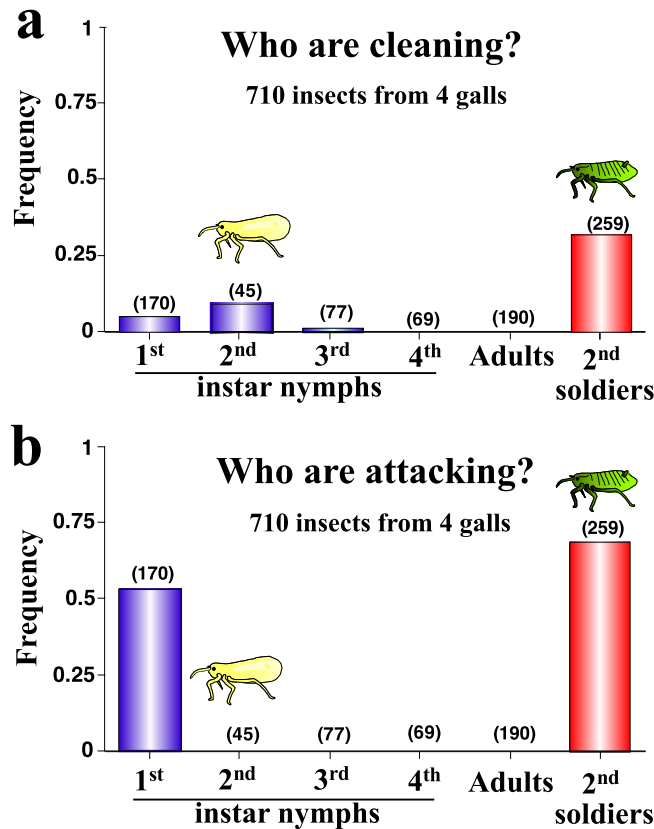 a
Who are cleaning?
710 insects from 4 galls
Frequency
1
0.75
0.5
0.25
0
(170) (45) (77) (69) (190) (259)
1st 2nd 3rd 4th Adults 2nd
instar nymphs soldiers
b
Who are attacking?
710 insects from 4 galls
Frequency
1
0.75
0.5
0.25
0
(170) (45) (77) (69) (190) (259)
1st 2nd 3rd 4th Adults 2nd
instar nymphs soldiers